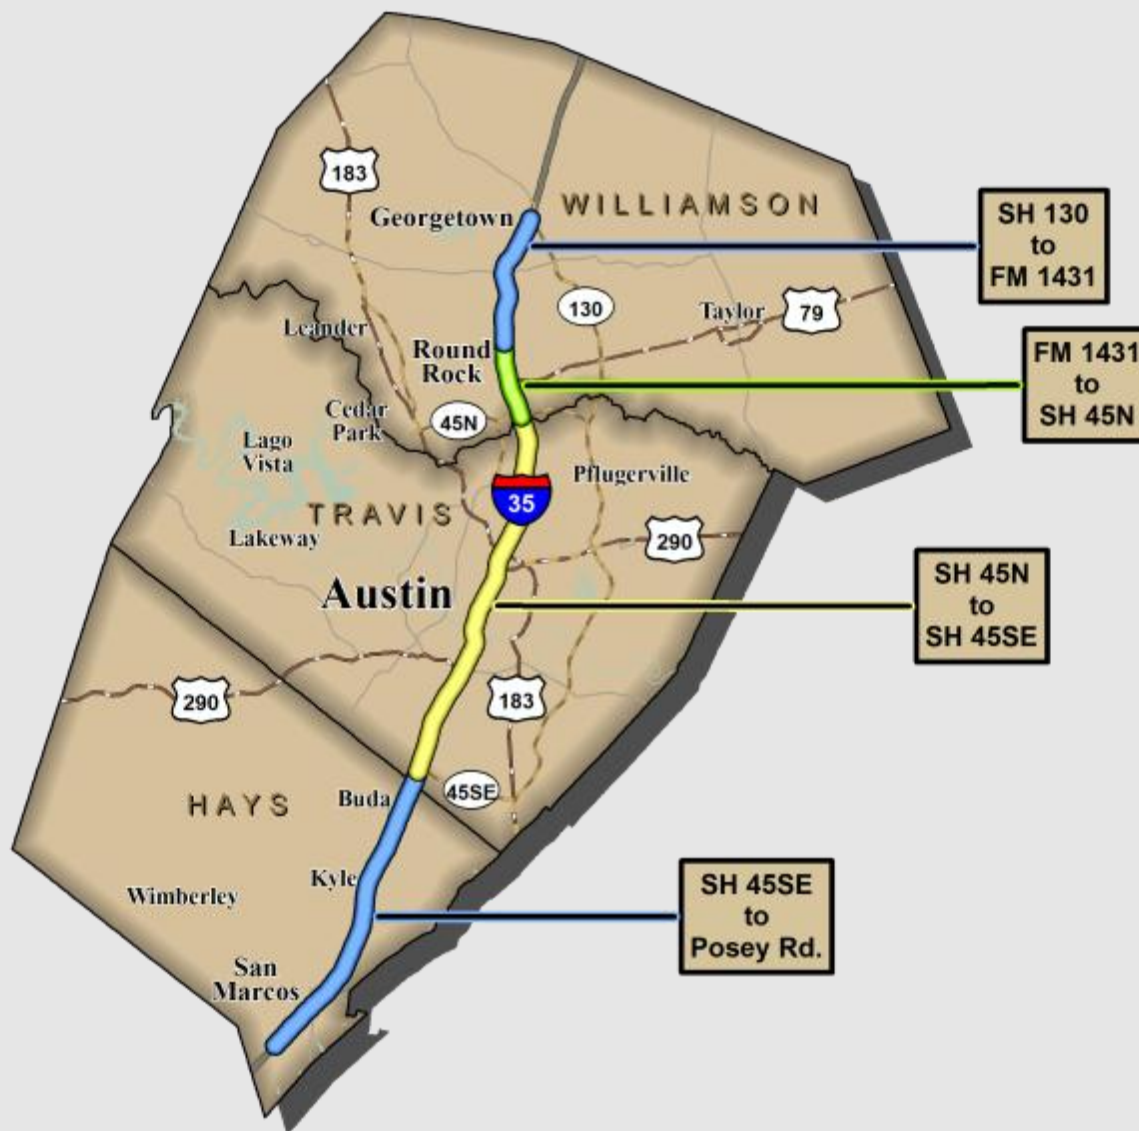 183
Georgetown
WILLIAMSON
SH 130
to
FM 1431
130
Taylor
79
Leander
Round
Rock
FM 1431
to
SH 45N
Cedar
Park
45N
Lago
Vista
Pflugerville
35
TRAVIS
Lakeway
290
Austin
SH 45N
to
SH 45SE
290
183
HAYS
Buda
45SE
Kyle
Wimberley
SH 45SE
to
Posey Rd.
San
Marcos